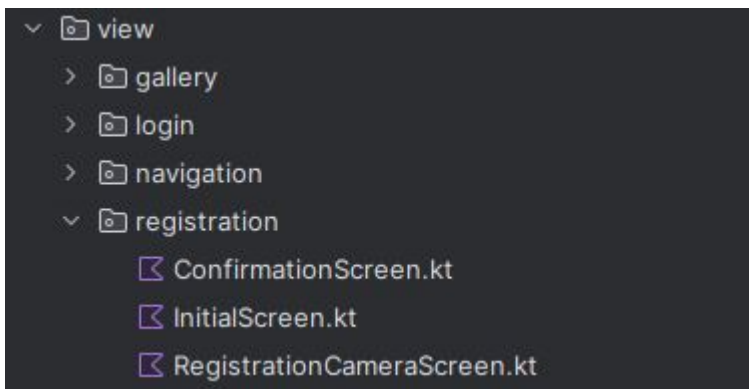 view
gallery
login
navigation
registration
ConfirmationScreen.kt
InitialScreen.kt
RegistrationCameraScreen.kt